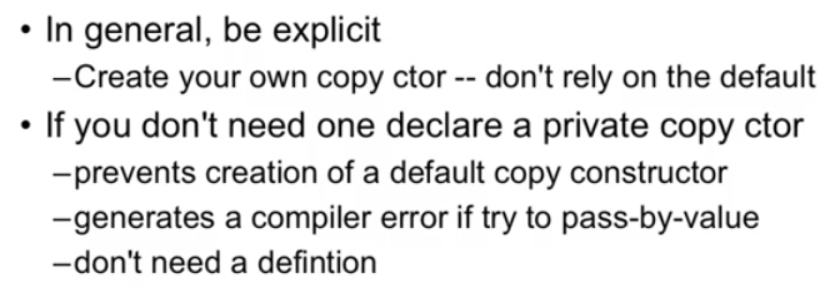 • In general, be explicit
–Create your own copy ctor -- don't rely on the default
• If you don't need one declare a private copy ctor
–prevents creation of a default copy constructor
–generates a compiler error if try to pass-by-value
–don't need a defintion